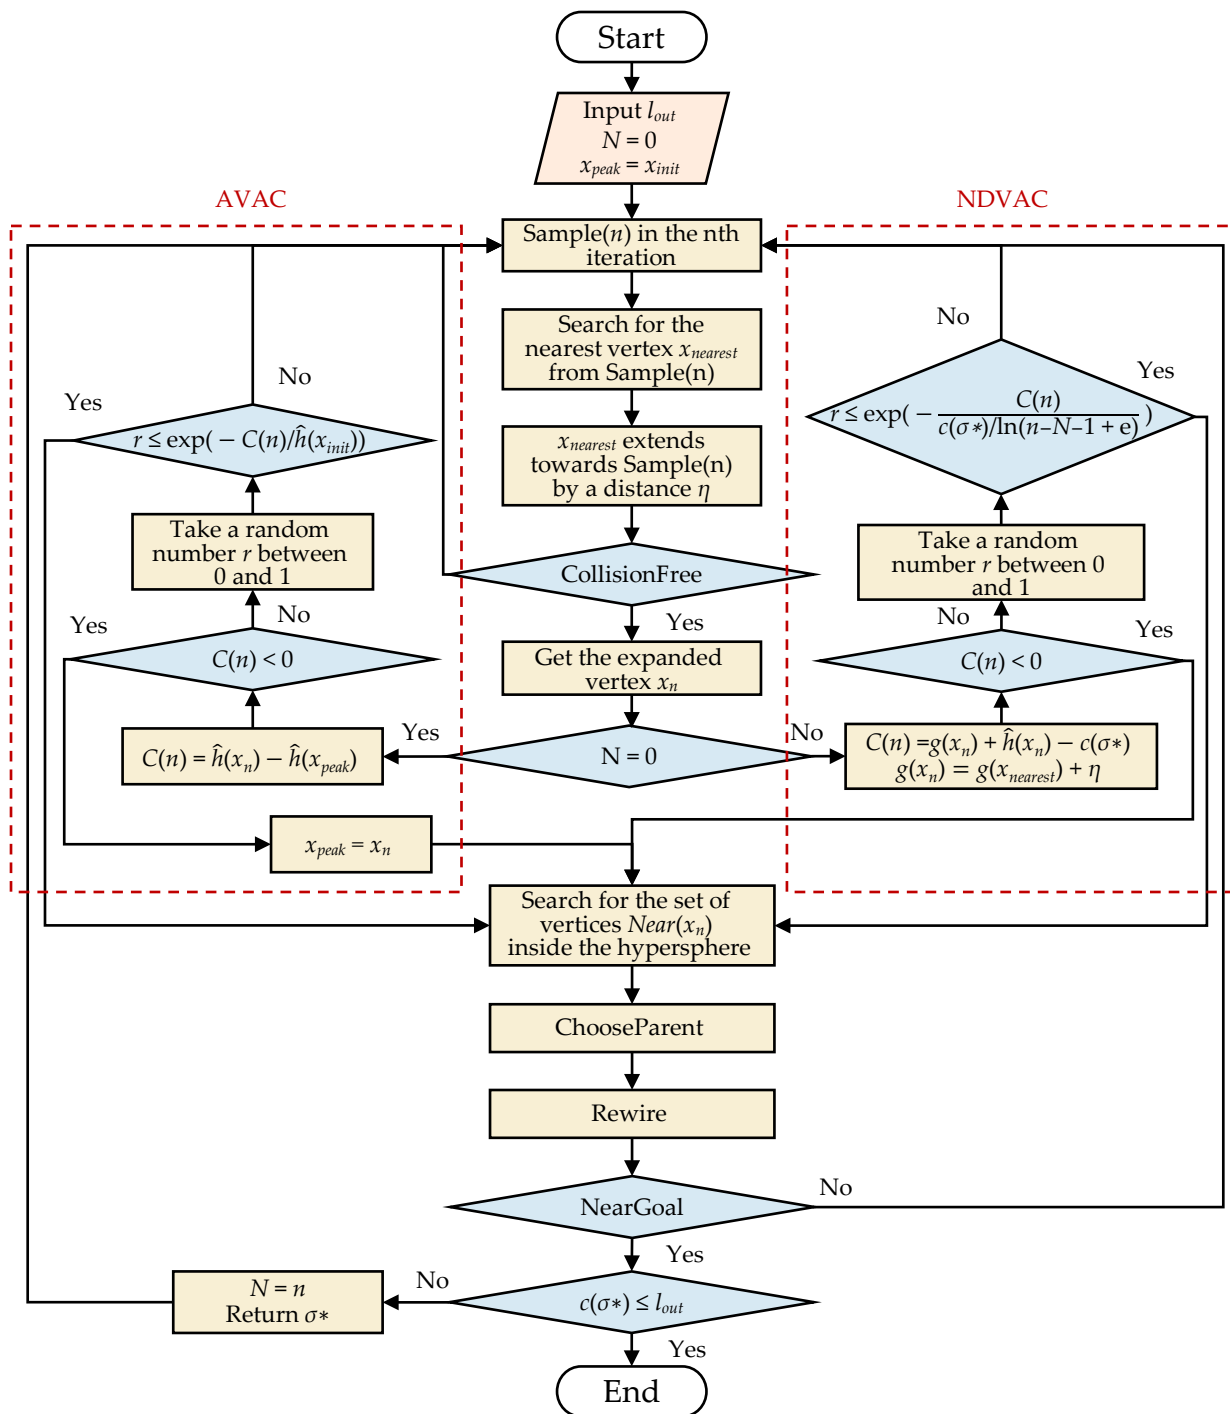 Start
Input l_out
N = 0
x_peak = x_init
AVAC
NDVAC
Sample(n) in the nth
iteration
Search for the
nearest vertex x_nearest
from Sample(n)
No
No
Yes
Yes
r ≤ exp( − C(n)/ĥ(x_init))
x_nearest extends
towards Sample(n)
by a distance η
r ≤ exp( − C(n) / c(σ*)/ln(n−N−1 + e) )
Take a random
number r between
0 and 1
CollisionFree
Take a random
number r between 0
and 1
Yes
No
Yes
No
Yes
C(n) < 0
Get the expanded
vertex x_n
C(n) < 0
Yes
No
C(n) = ĥ(x_n) − ĥ(x_peak)
N = 0
C(n) =g(x_n) + ĥ(x_n) − c(σ*)
g(x_n) = g(x_nearest) + η
x_peak = x_n
Search for the set of
vertices Near(x_n)
inside the hypersphere
ChooseParent
Rewire
NearGoal
No
Yes
N = n
Return σ*
No
c(σ*) ≤ l_out
Yes
End